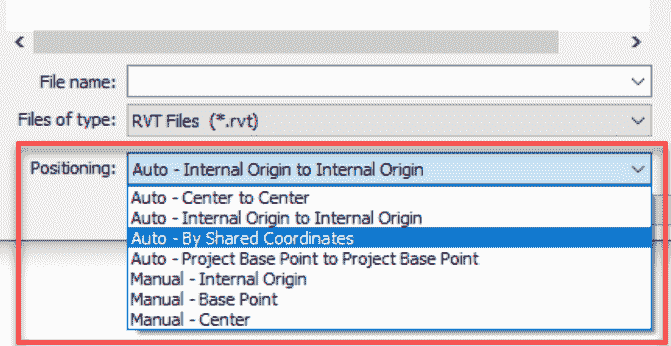 File name:
Files of type: RVT Files (*.rvt)
Positioning: Auto - Internal Origin to Internal Origin
Auto - Center to Center
Auto - Internal Origin to Internal Origin
Auto - By Shared Coordinates
Auto - Project Base Point to Project Base Point
Manual - Internal Origin
Manual - Base Point
Manual - Center